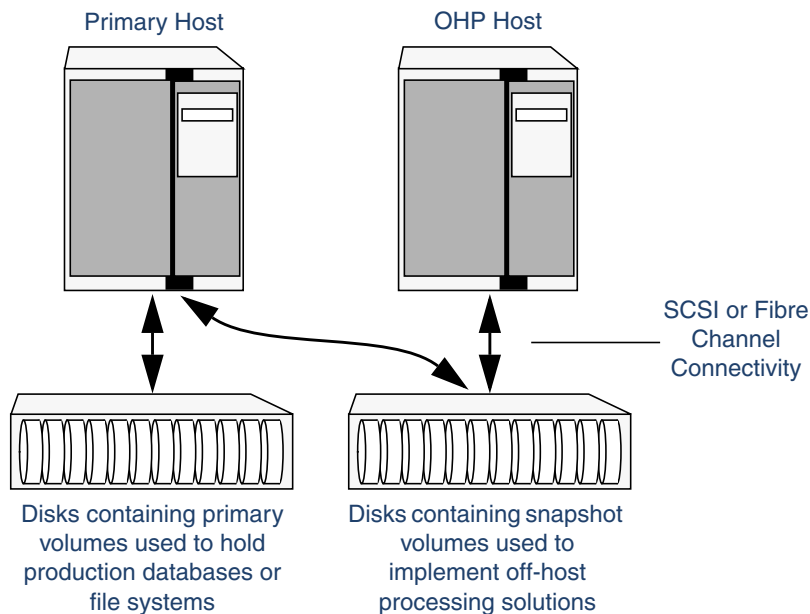 Primary Host
OHP Host
SCSI or Fibre
Channel
Connectivity
Disks containing primary
volumes used to hold
production databases or
file systems
Disks containing snapshot
volumes used to
implement off-host
processing solutions